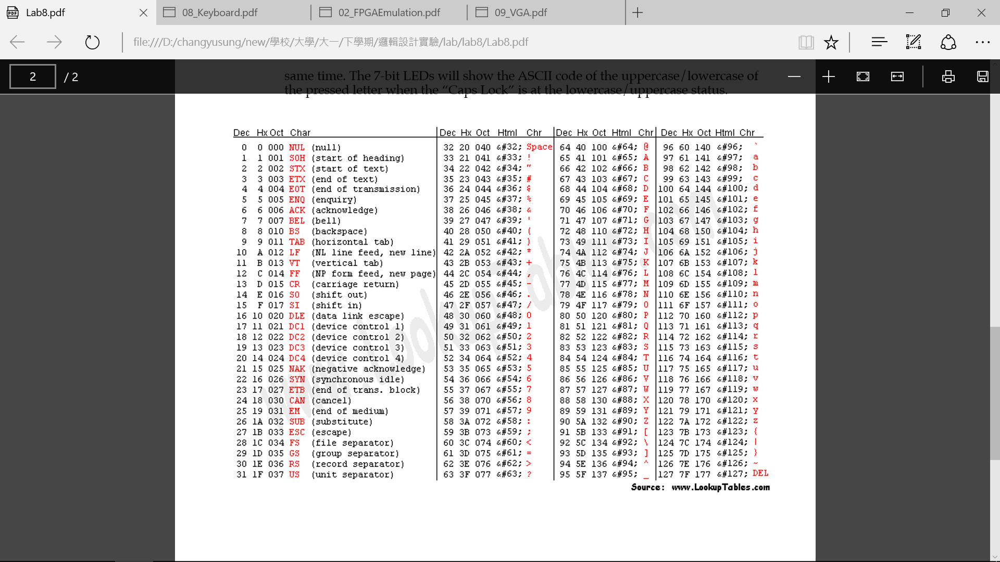 Lab8.pdf
08_Keyboard.pdf
02_FPGAEmulation.pdf
09_VGA.pdf
file:///D:/changyusung/new/學校/大學/大一/下學期/邏輯設計實驗/lab/lab8/Lab8.pdf
2 / 2
same time. The 7-bit LEDs will show the ASCII code of the uppercase/lowercase of
the pressed letter when the “Caps Lock” is at the lowercase/uppercase status.
Dec Hx Oct Char Dec Hx Oct Html Chr Dec Hx Oct Html Chr Dec Hx Oct Html Chr
0 0 000 NUL (null) 32 20 040 &#32; Space 64 40 100 &#64; @ 96 60 140 &#96; `
1 1 001 SOH (start of heading) 33 21 041 &#33; ! 65 41 101 &#65; A 97 61 141 &#97; a
2 2 002 STX (start of text) 34 22 042 &#34; " 66 42 102 &#66; B 98 62 142 &#98; b
3 3 003 ETX (end of text) 35 23 043 &#35; # 67 43 103 &#67; C 99 63 143 &#99; c
4 4 004 EOT (end of transmission) 36 24 044 &#36; $ 68 44 104 &#68; D 100 64 144 &#100; d
5 5 005 ENQ (enquiry) 37 25 045 &#37; % 69 45 105 &#69; E 101 65 145 &#101; e
6 6 006 ACK (acknowledge) 38 26 046 &#38; & 70 46 106 &#70; F 102 66 146 &#102; f
7 7 007 BEL (bell) 39 27 047 &#39; ' 71 47 107 &#71; G 103 67 147 &#103; g
8 8 010 BS (backspace) 40 28 050 &#40; ( 72 48 110 &#72; H 104 68 150 &#104; h
9 9 011 TAB (horizontal tab) 41 29 051 &#41; ) 73 49 111 &#73; I 105 69 151 &#105; i
10 A 012 LF (NL line feed, new line) 42 2A 052 &#42; * 74 4A 112 &#74; J 106 6A 152 &#106; j
11 B 013 VT (vertical tab) 43 2B 053 &#43; + 75 4B 113 &#75; K 107 6B 153 &#107; k
12 C 014 FF (NP form feed, new page) 44 2C 054 &#44; , 76 4C 114 &#76; L 108 6C 154 &#108; l
13 D 015 CR (carriage return) 45 2D 055 &#45; - 77 4D 115 &#77; M 109 6D 155 &#109; m
14 E 016 SO (shift out) 46 2E 056 &#46; . 78 4E 116 &#78; N 110 6E 156 &#110; n
15 F 017 SI (shift in) 47 2F 057 &#47; / 79 4F 117 &#79; O 111 6F 157 &#111; o
16 10 020 DLE (data link escape) 48 30 060 &#48; 0 80 50 120 &#80; P 112 70 160 &#112; p
17 11 021 DC1 (device control 1) 49 31 061 &#49; 1 81 51 121 &#81; Q 113 71 161 &#113; q
18 12 022 DC2 (device control 2) 50 32 062 &#50; 2 82 52 122 &#82; R 114 72 162 &#114; r
19 13 023 DC3 (device control 3) 51 33 063 &#51; 3 83 53 123 &#83; S 115 73 163 &#115; s
20 14 024 DC4 (device control 4) 52 34 064 &#52; 4 84 54 124 &#84; T 116 74 164 &#116; t
21 15 025 NAK (negative acknowledge) 53 35 065 &#53; 5 85 55 125 &#85; U 117 75 165 &#117; u
22 16 026 SYN (synchronous idle) 54 36 066 &#54; 6 86 56 126 &#86; V 118 76 166 &#118; v
23 17 027 ETB (end of trans. block) 55 37 067 &#55; 7 87 57 127 &#87; W 119 77 167 &#119; w
24 18 030 CAN (cancel) 56 38 070 &#56; 8 88 58 130 &#88; X 120 78 170 &#120; x
25 19 031 EM (end of medium) 57 39 071 &#57; 9 89 59 131 &#89; Y 121 79 171 &#121; y
26 1A 032 SUB (substitute) 58 3A 072 &#58; : 90 5A 132 &#90; Z 122 7A 172 &#122; z
27 1B 033 ESC (escape) 59 3B 073 &#59; ; 91 5B 133 &#91; [ 123 7B 173 &#123; {
28 1C 034 FS (file separator) 60 3C 074 &#60; < 92 5C 134 &#92; \ 124 7C 174 &#124; |
29 1D 035 GS (group separator) 61 3D 075 &#61; = 93 5D 135 &#93; ] 125 7D 175 &#125; }
30 1E 036 RS (record separator) 62 3E 076 &#62; > 94 5E 136 &#94; ^ 126 7E 176 &#126; ~
31 1F 037 US (unit separator) 63 3F 077 &#63; ? 95 5F 137 &#95; _ 127 7F 177 &#127; DEL
Source: www.LookupTables.com
www.LookupTables.com